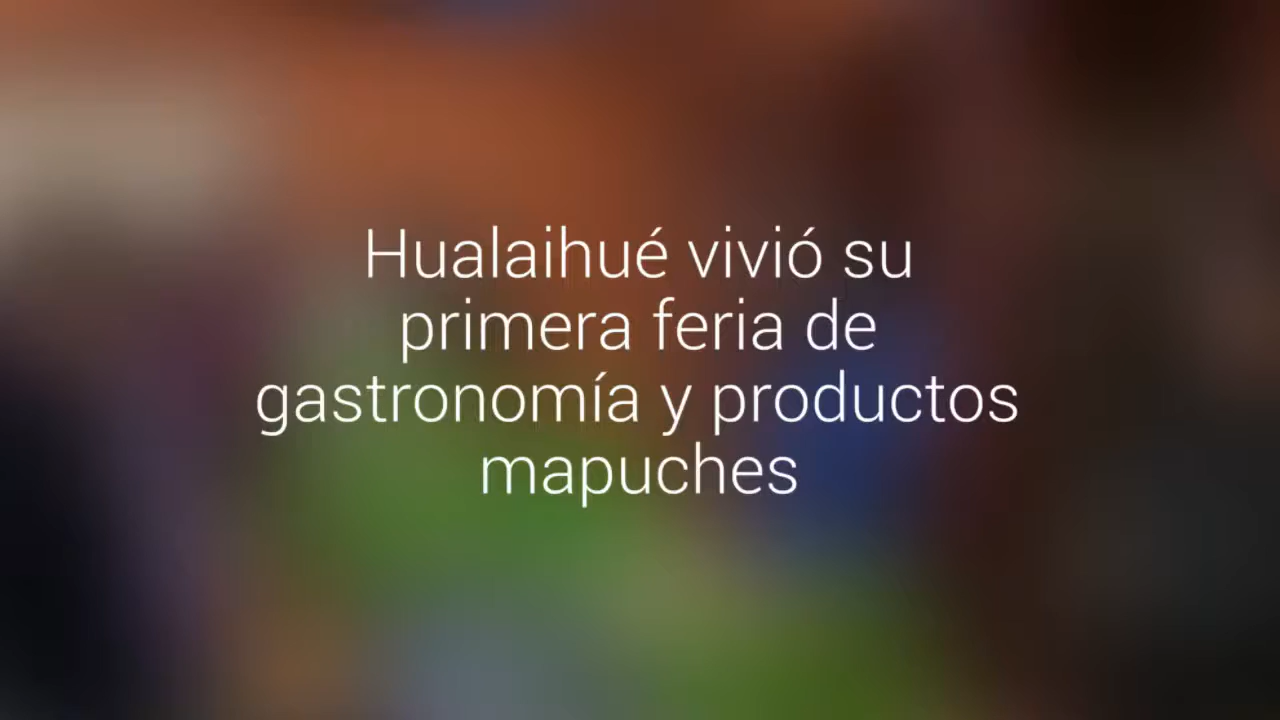 Hualaihué vivió su
primera feria de
gastronomía y productos
mapuches